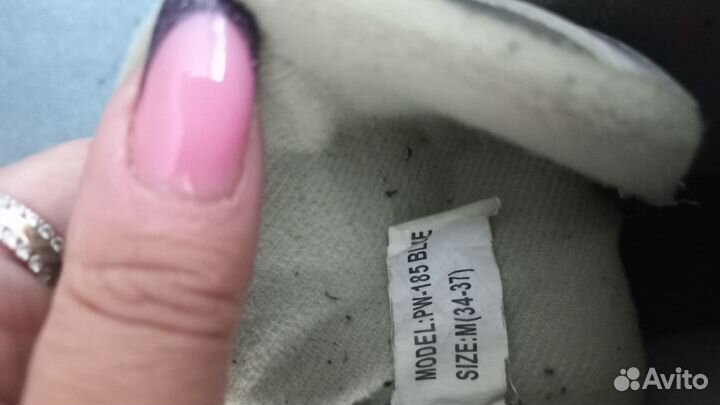 MODEL:PW-185 BLUE
SIZE:M(34-37)
Avito